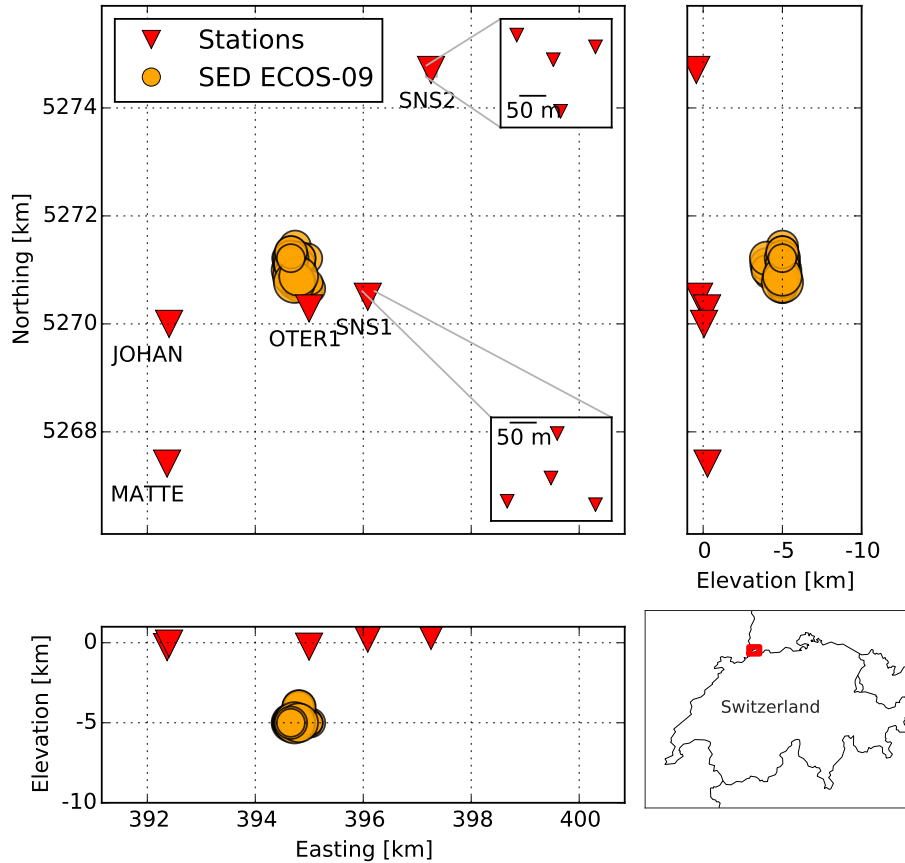 Stations
SED ECOS-09
SNS2
50 m
5274
5272
5270
5268
Northing [km]
JOHAN
OTER1
SNS1
MATTE
50 m
0
-5
-10
Elevation [km]
0
-5
-10
Elevation [km]
392
394
396
398
400
Easting [km]
Switzerland